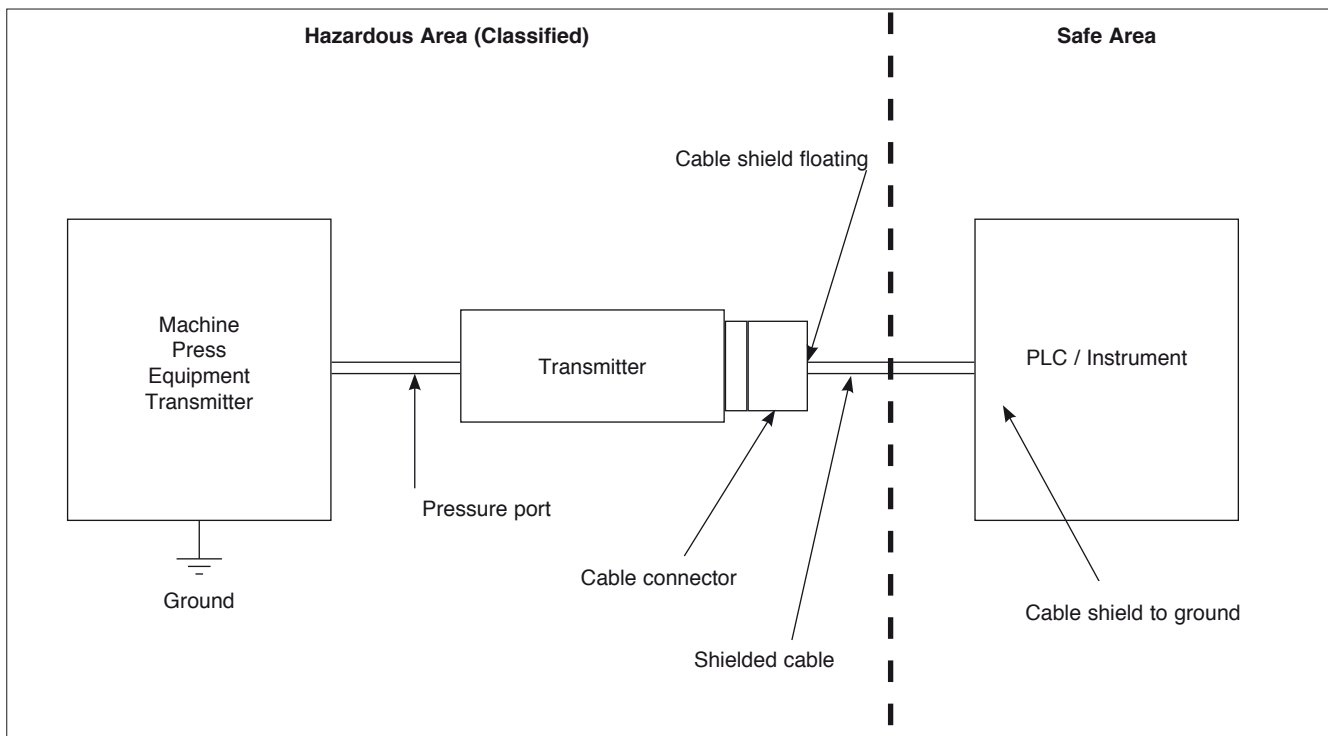 Hazardous Area (Classified)
Safe Area
Cable shield floating
Machine
Press
Equipment
Transmitter
Transmitter
PLC / Instrument
Pressure port
Cable connector
Ground
Cable shield to ground
Shielded cable